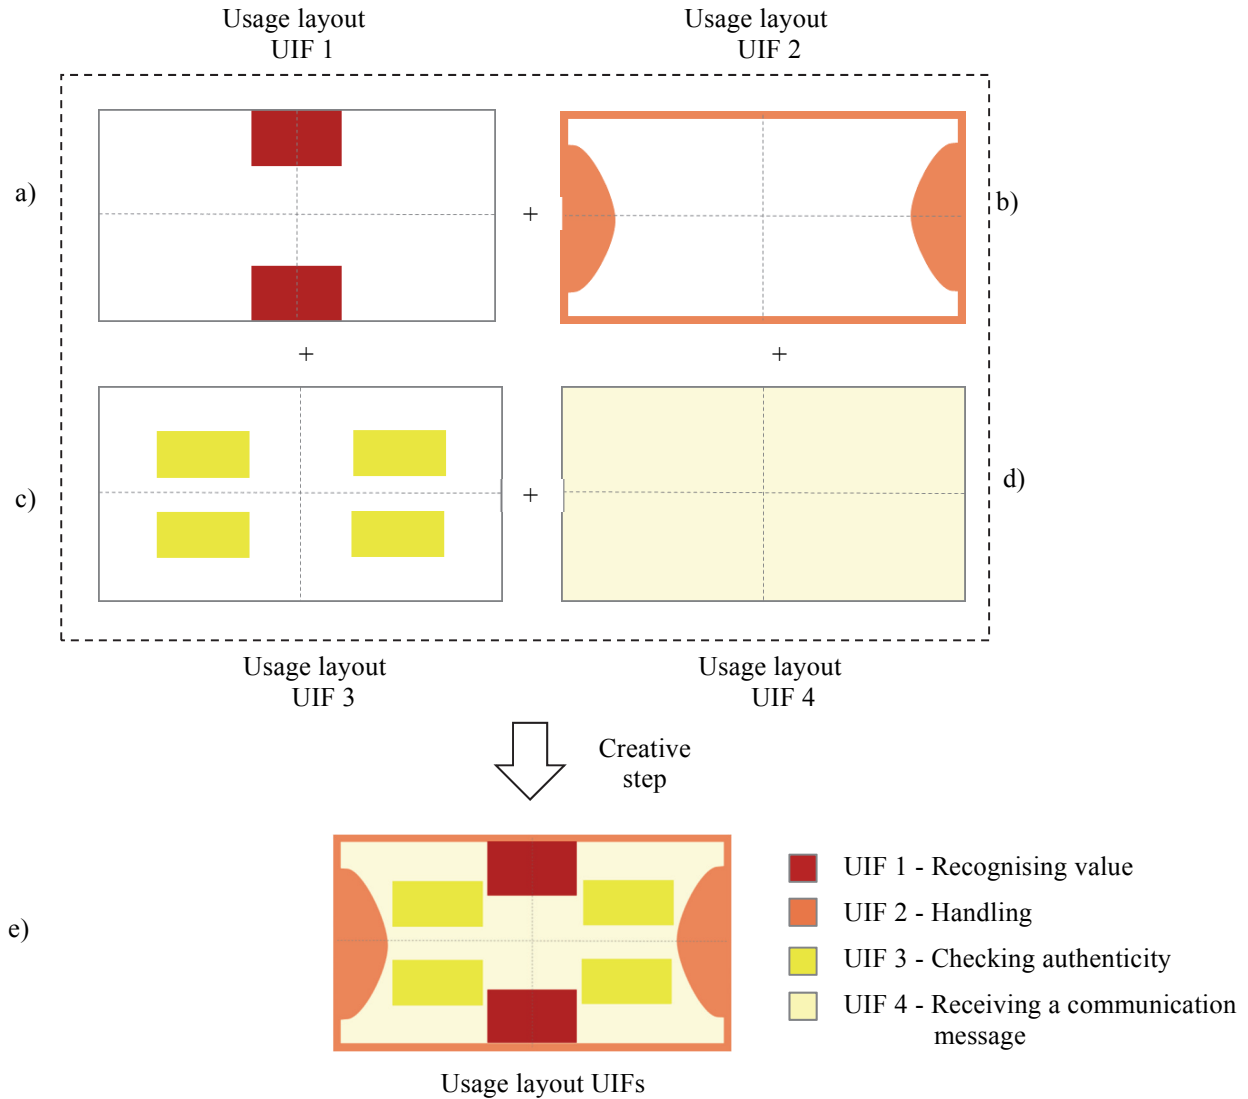 Usage layout
UIF 1
Usage layout
UIF 2
a)
+
b)
+
+
c)
+
d)
Usage layout
UIF 3
Usage layout
UIF 4
Creative
step
e)
UIF 1 - Recognising value
UIF 2 - Handling
UIF 3 - Checking authenticity
UIF 4 - Receiving a communication
message
Usage layout UIFs